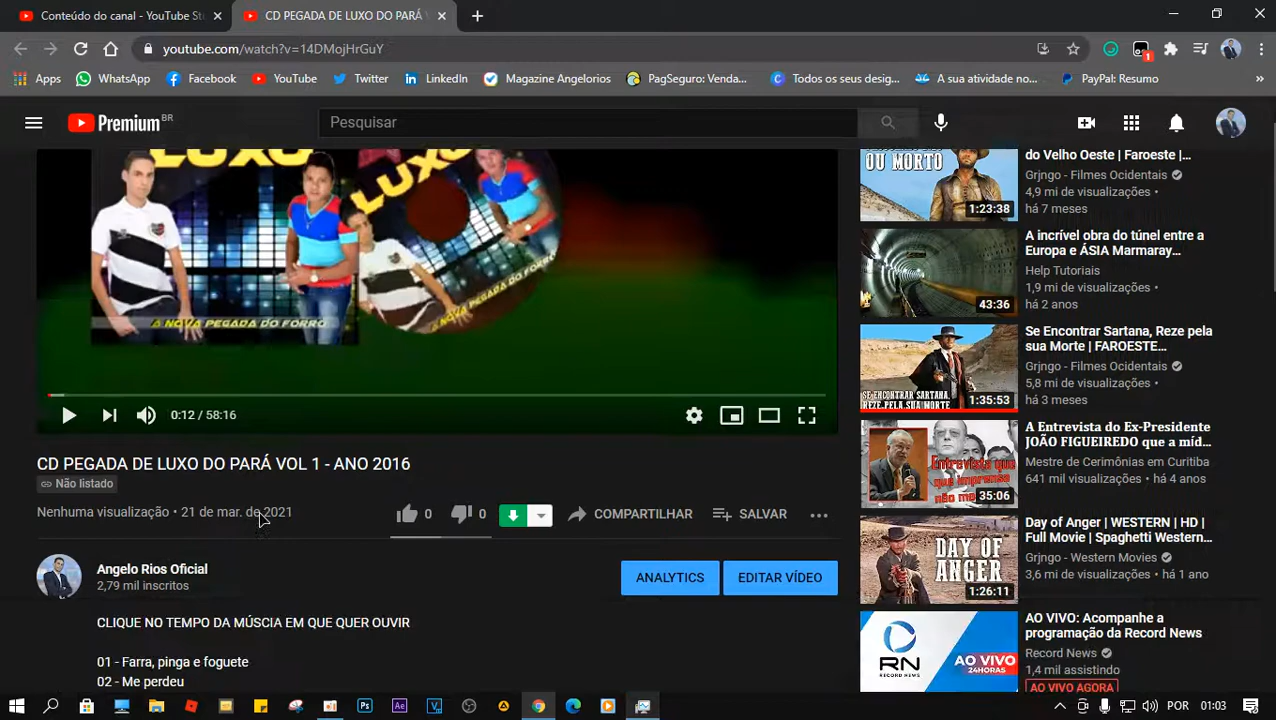 Conteúdo do canal - YouTube St
CD PEGADA DE LUXO DO PARÁ V
youtube.com/watch?v=14DMojHrGuY
1
Apps
WhatsApp
Facebook
YouTube
Twitter
LinkedIn
Magazine Angelorios
PagSeguro: Verda...
Todos os seus desig...
A sua atividade no...
PayPal: Resumo
»
Premium BR
Pesquisar
LUXO
LUXO
A NOVA PEGADA DO FORRÓ...
A NOVA PEGADA DO FORRÓ
0:12 / 58:16
CD PEGADA DE LUXO DO PARÁ VOL 1 - ANO 2016
Não listado
Nenhuma visualização • 21 de mar. de 2021
0
0
COMPARTILHAR
SALVAR
Angelo Rios Oficial
2,79 mil inscritos
ANALYTICS
EDITAR VÍDEO
CLIQUE NO TEMPO DA MÚSCIA EM QUE QUER OUVIR
01 - Farra, pinga e foguete
02 - Me perdeu
OU MORTO
1:23:38
do Velho Oeste | Faroeste |...
Grjngo - Filmes Ocidentais
4,9 mi de visualizações •
há 7 meses
43:36
A incrível obra do túnel entre a
Europa e ÁSIA Marmaray...
Help Tutoriais
1,9 mi de visualizações •
há 2 anos
SE ENCONTRAR SARTANA,
REZE PELA SUA MORTE
1:35:53
Se Encontrar Sartana, Reze pela
sua Morte | FAROESTE...
Grjngo - Filmes Ocidentais
5,8 mi de visualizações •
há 3 meses
Entrevista
que
imprensa
não me
35:06
A Entrevista do Ex-Presidente
JOÃO FIGUEIREDO que a míd...
Mestre de Cerimônias em Curitiba
641 mil visualizações • há 4 anos
DAY OF
ANGER
1:26:11
Day of Anger | WESTERN | HD |
Full Movie | Spaghetti Western...
Grjngo - Western Movies
3,6 mi de visualizações • há 1 ano
RN
RECORD NEWS
AO VIVO
24HORAS
AO VIVO: Acompanhe a
programação da Record News
Record News
1,4 mil assistindo
AO VIVO AGORA
Ps
Ae
V
POR
01:03